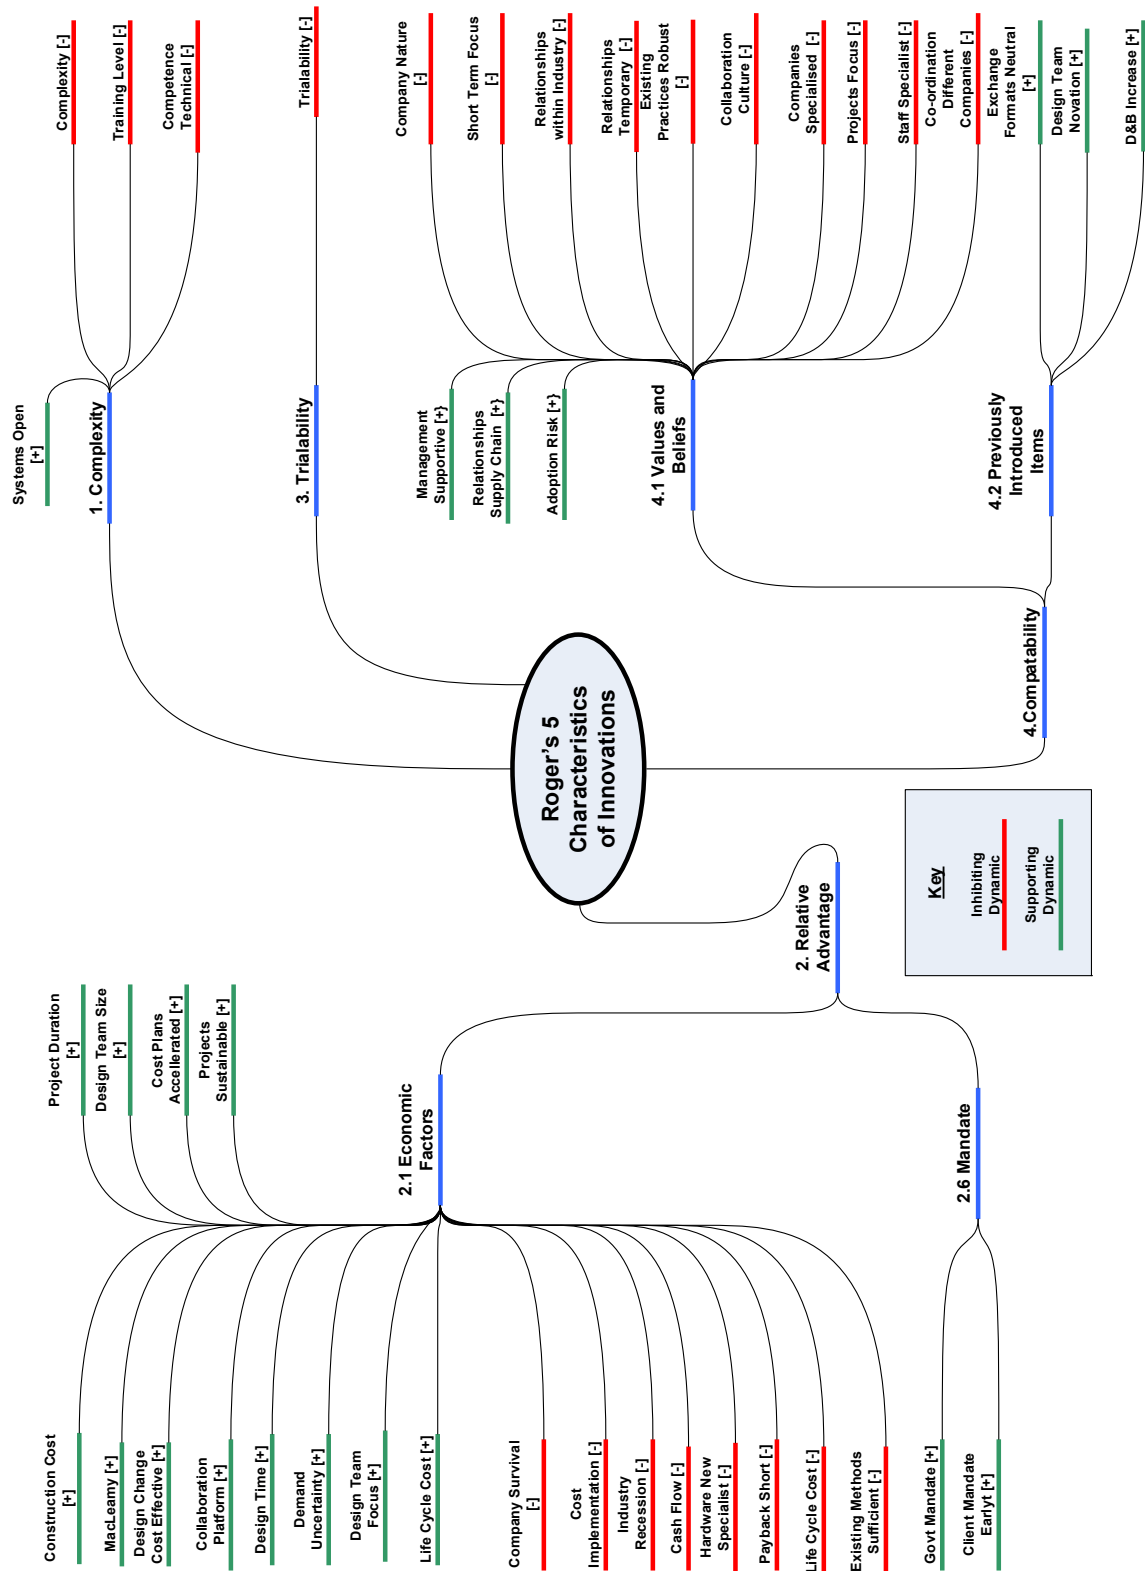 Roger's 5
Characteristics
of Innovations
Systems Open
[+]
1. Complexity
Complexity [-]
Training Level [-]
Competence
Technical [-]
3. Trialability
Trialability [-]
Management
Supportive [+}
Relationships
Supply Chain [+}
Adoption Risk [+]
4.1 Values and
Beliefs
Company Nature
[-]
Short Term Focus
[-]
Relationships
within Industry [-]
Relationships
Temporary [-]
Existing
Practices Robust
[-]
Collaboration
Culture [-]
Companies
Specialised [-]
Projects Focus [-]
Staff Specialist [-]
Co-ordination
Different
Companies [-]
4.2 Previously
Introduced
Items
Exchange
Formats Neutral
[+]
Design Team
Novation [+]
D&B Increase [+]
4.Compatability
2. Relative
Advantage
2.1 Economic
Factors
Project Duration
[+]
Design Team Size
[+]
Cost Plans
Accellerated [+]
Projects
Sustainable [+]
Construction Cost
[+]
MacLeamy [+]
Design Change
Cost Effective [+]
Collaboration
Platform [+]
Design Time [+]
Demand
Uncertainty [+]
Design Team
Focus [+]
Life Cycle Cost [+]
Company Survival
[-]
Cost
Implementation [-]
Industry
Recession [-]
Cash Flow [-]
Hardware New
Specialist [-]
Payback Short [-]
Life Cycle Cost [-]
Existing Methods
Sufficient [-]
2.6 Mandate
Govt Mandate [+]
Client Mandate
Earlyt [+]
Key
Inhibiting
Dynamic
Supporting
Dynamic